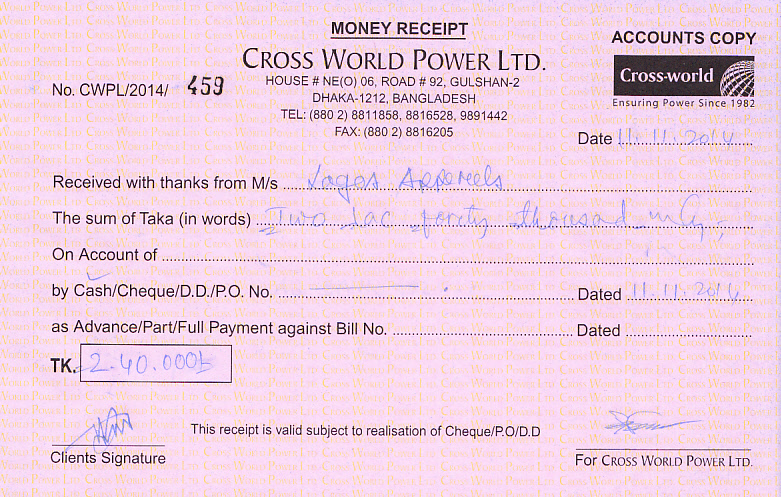 MONEY RECEIPT
ACCOUNTS COPY
CROSS WORLD POWER LTD.
Cross-world
Ensuring Power Since 1982
No. CWPL/2014/ 459
HOUSE # NE(O) 06, ROAD # 92, GULSHAN-2
DHAKA-1212, BANGLADESH
TEL: (880 2) 8811858, 8816528, 9891442
FAX: (880 2) 8816205
Date 11.11.2014
Received with thanks from M/s Logos Appereels
The sum of Taka (in words) Two Lac forty thousad only;
On Account of
by Cash/Cheque/D.D./P.O. No. Dated 11.11.2014
as Advance/Part/Full Payment against Bill No. Dated
TK. 2.40.000/-
This receipt is valid subject to realisation of Cheque/P.O/D.D
Clients Signature
For CROSS WORLD POWER LTD.